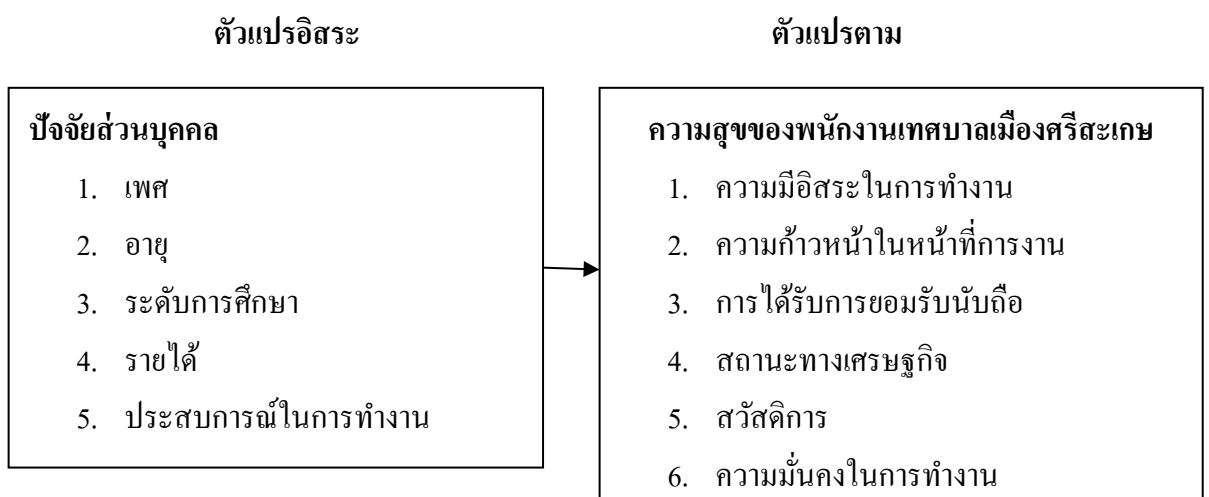 ตัวแปรอิสระ
ตัวแปรตาม
ปัจจัยส่วนบุคคล
1. เพศ
2. อายุ
3. ระดับการศึกษา
4. รายได้
5. ประสบการณ์ในการทำงาน
ความสุขของพนักงานเทศบาลเมืองศรีสะเกษ
1. ความมีอิสระในการทำงาน
2. ความก้าวหน้าในหน้าที่การงาน
3. การได้รับการยอมรับนับถือ
4. สถานะทางเศรษฐกิจ
5. สวัสดิการ
6. ความมั่นคงในการทำงาน